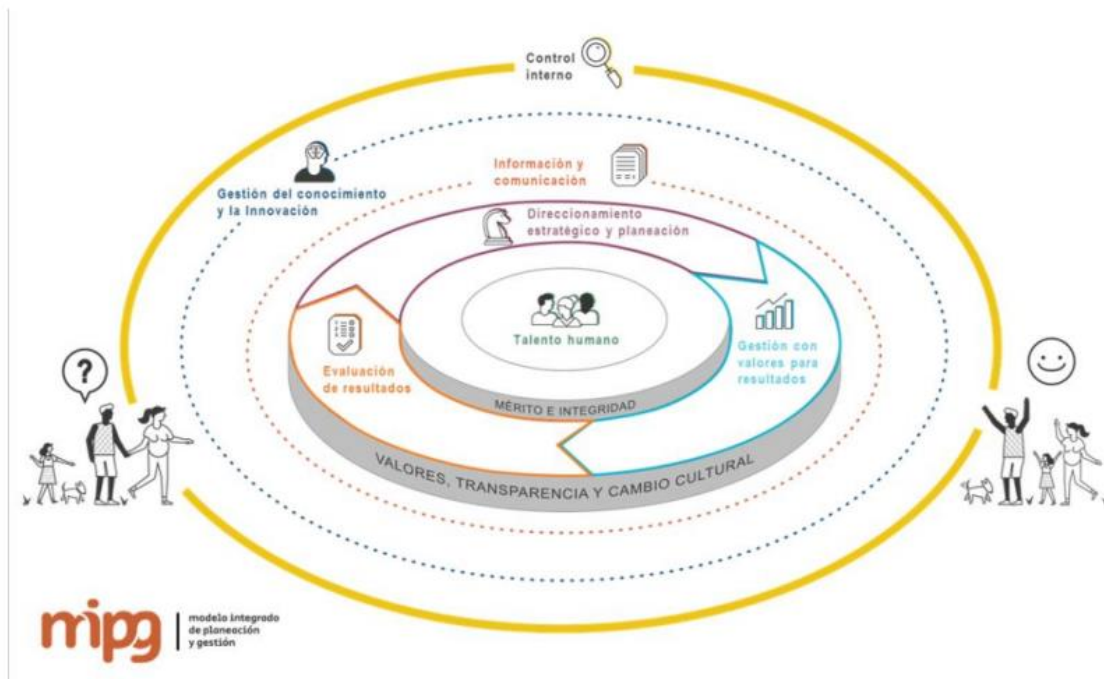 Control
interno
Información y
comunicación
Gestión del conocimiento
y la Innovación
Direccionamiento
estratégico y planeación
Talento humano
Gestión con
valores para
resultados
Evaluación
de resultados
MÉRITO E INTEGRIDAD
VALORES, TRANSPARENCIA Y CAMBIO CULTURAL
?
mipg
modelo integrado
de planeación
y gestión